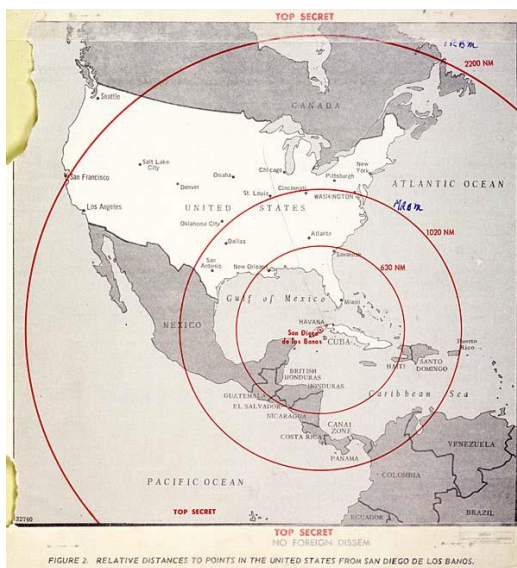 TOP SECRET
IRBM
2200 NM
CANADA
Seattle
Salt Lake City
San Francisco
Denver
Omaha
Chicago
New York
Pittsburgh
St. Louis
Cincinnati
WASHINGTON
ATLANTIC OCEAN
Los Angeles
UNITED STATES
MRBM
Oklahoma City
1020 NM
Atlanta
Dallas
Savannah
630 NM
San Antonio
New Orleans
Gulf of Mexico
Miami
MEXICO
HAVANA
San Diego de los Banos
CUBA
Puerto Rico
HAITI
SANTO DOMINGO
BRITISH HONDURAS
HONDURAS
Caribbean Sea
GUATEMALA
EL SALVADOR
NICARAGUA
CANAL ZONE
COSTA RICA
PANAMA
VENEZUELA
COLOMBIA
PACIFIC OCEAN
TOP SECRET
ECUADOR
BRAZIL
32740
TOP SECRET
NO FOREIGN DISSEM
FIGURE 2. RELATIVE DISTANCES TO POINTS IN THE UNITED STATES FROM SAN DIEGO DE LOS BANOS.